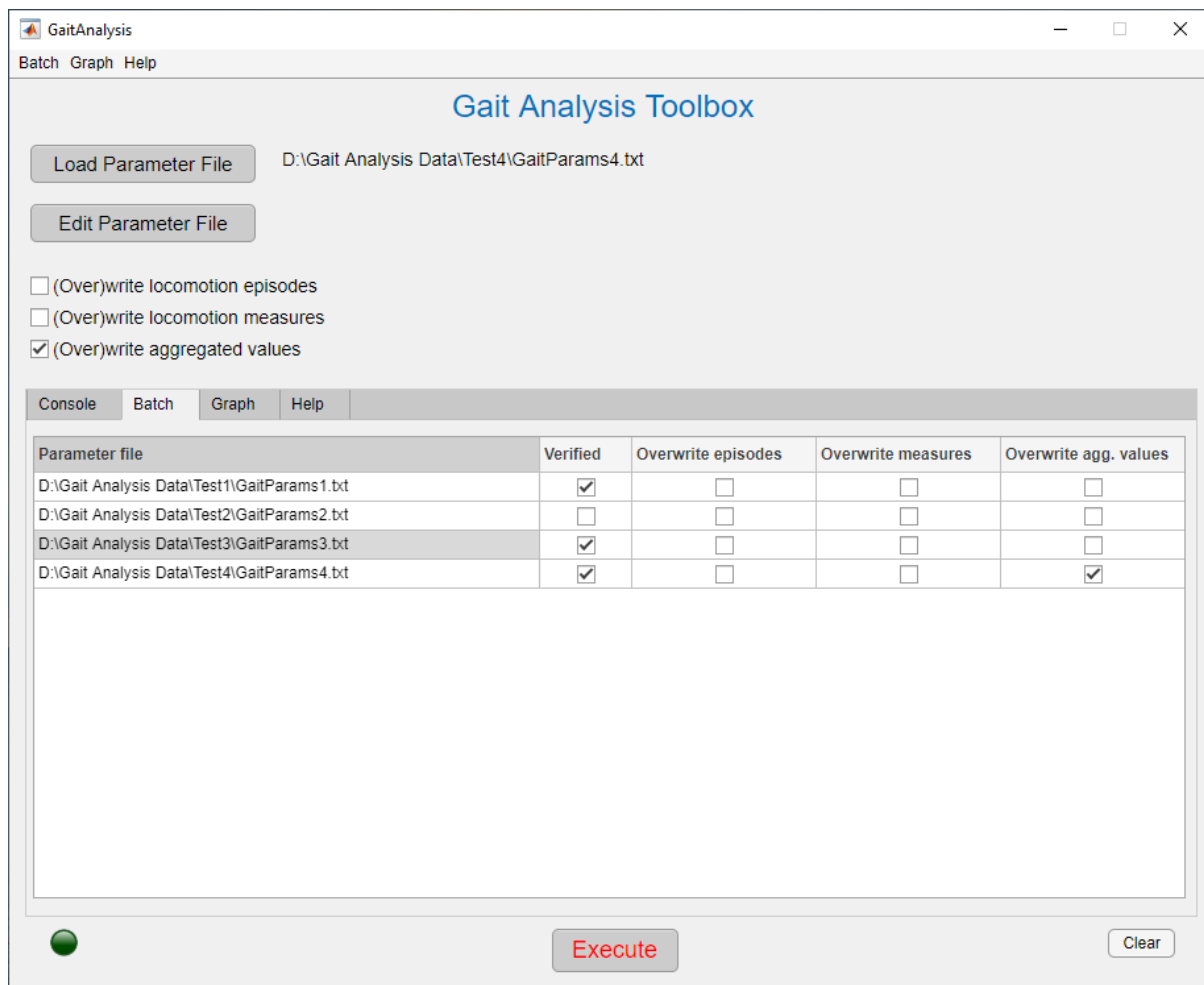 GaitAnalysis
Batch Graph Help
Gait Analysis Toolbox
Load Parameter File D:\Gait Analysis Data\Test4\GaitParams4.txt
Edit Parameter File
(Over)write locomotion episodes
(Over)write locomotion measures
(Over)write aggregated values
Console Batch Graph Help
Parameter file Verified Overwrite episodes Overwrite measures Overwrite agg. values
D:\Gait Analysis Data\Test1\GaitParams1.txt
D:\Gait Analysis Data\Test2\GaitParams2.txt
D:\Gait Analysis Data\Test3\GaitParams3.txt
D:\Gait Analysis Data\Test4\GaitParams4.txt
Execute Clear